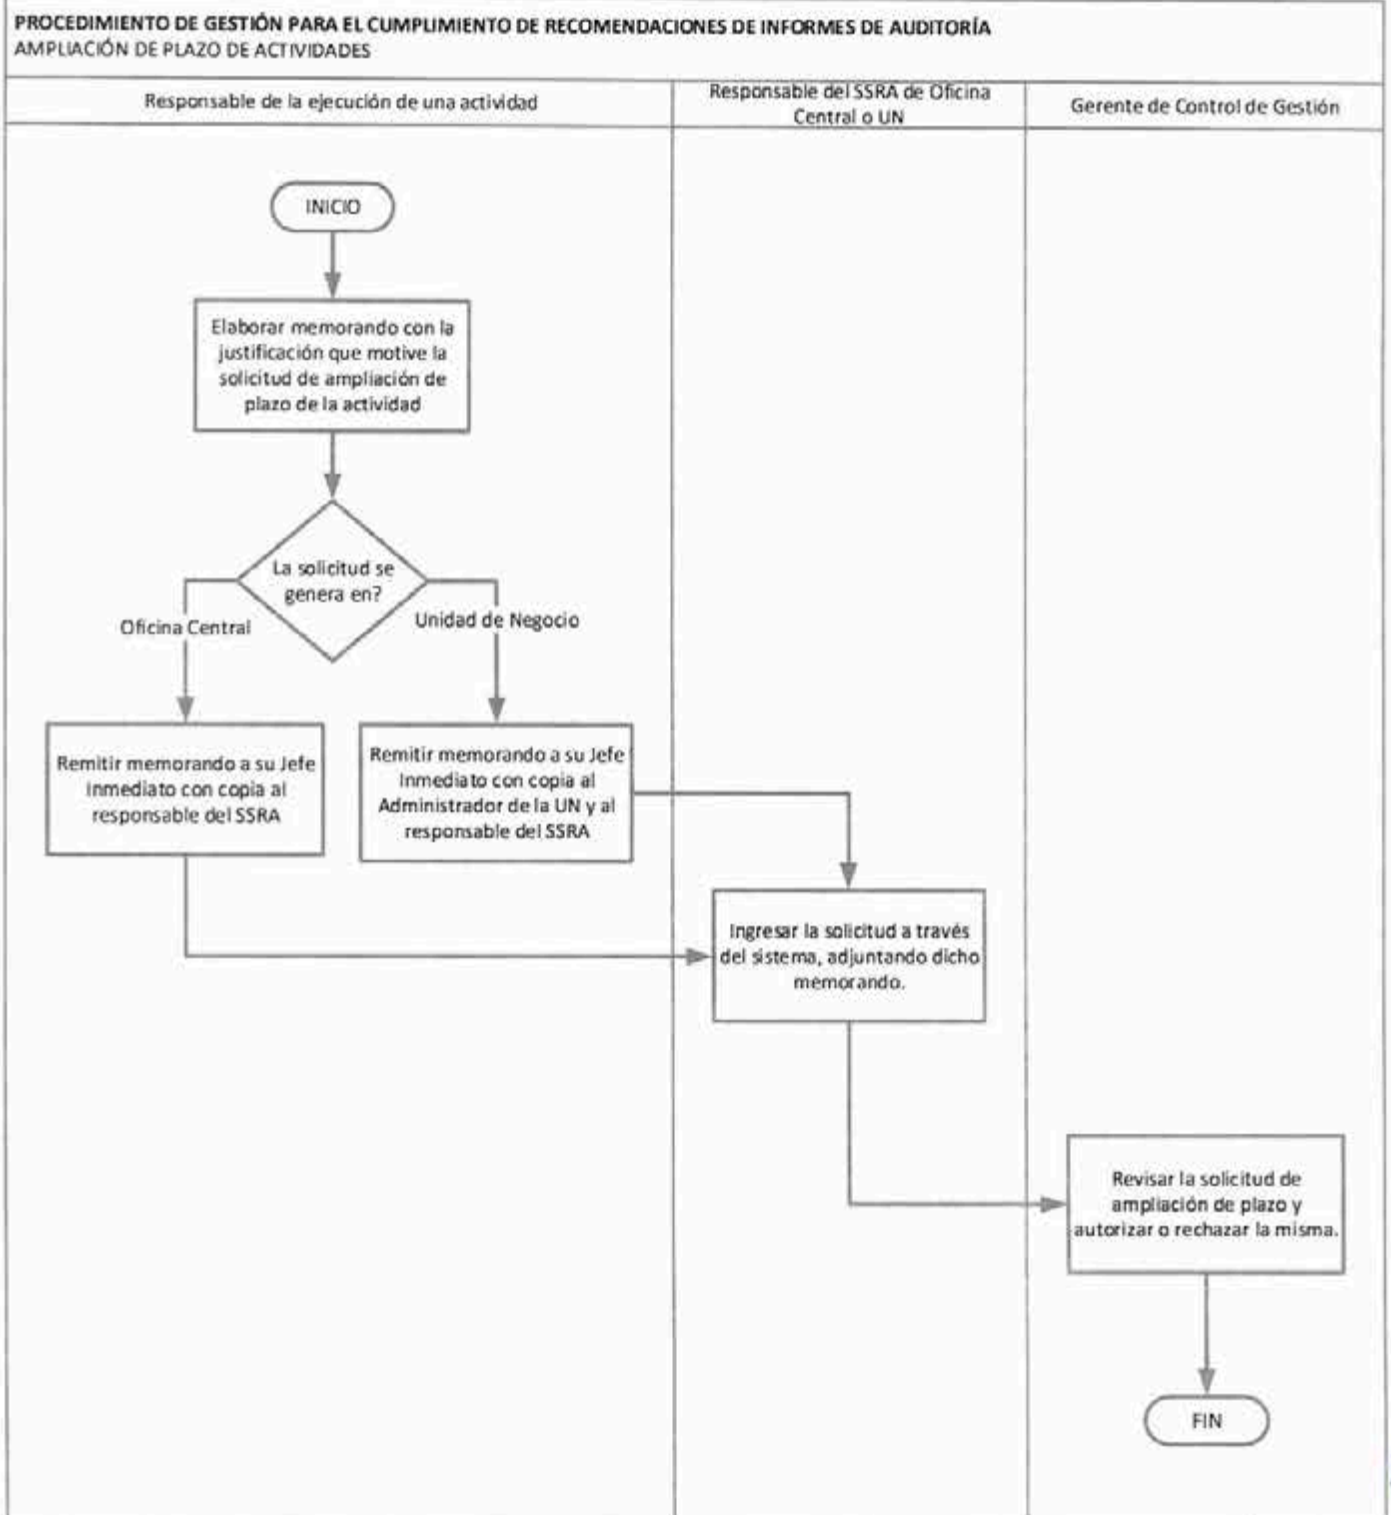 PROCEDIMIENTO DE GESTIÓN PARA EL CUMPLIMIENTO DE RECOMENDACIONES DE INFORMES DE AUDITORÍA
AMPLIACIÓN DE PLAZO DE ACTIVIDADES
Responsable de la ejecución de una actividad
Responsable del SSRA de Oficina
Central o UN
Gerente de Control de Gestión
INICIO
Elaborar memorando con la
justificación que motive la
solicitud de ampliación de
plazo de la actividad
La solicitud se
genera en?
Oficina Central
Unidad de Negocio
Remitir memorando a su Jefe
inmediato con copia al
responsable del SSRA
Remitir memorando a su Jefe
Inmediato con copia al
Administrador de la UN y al
responsable del SSRA
Ingresar la solicitud a través
del sistema, adjuntando dicho
memorando.
Revisar la solicitud de
ampliación de plazo y
autorizar o rechazar la misma.
FIN